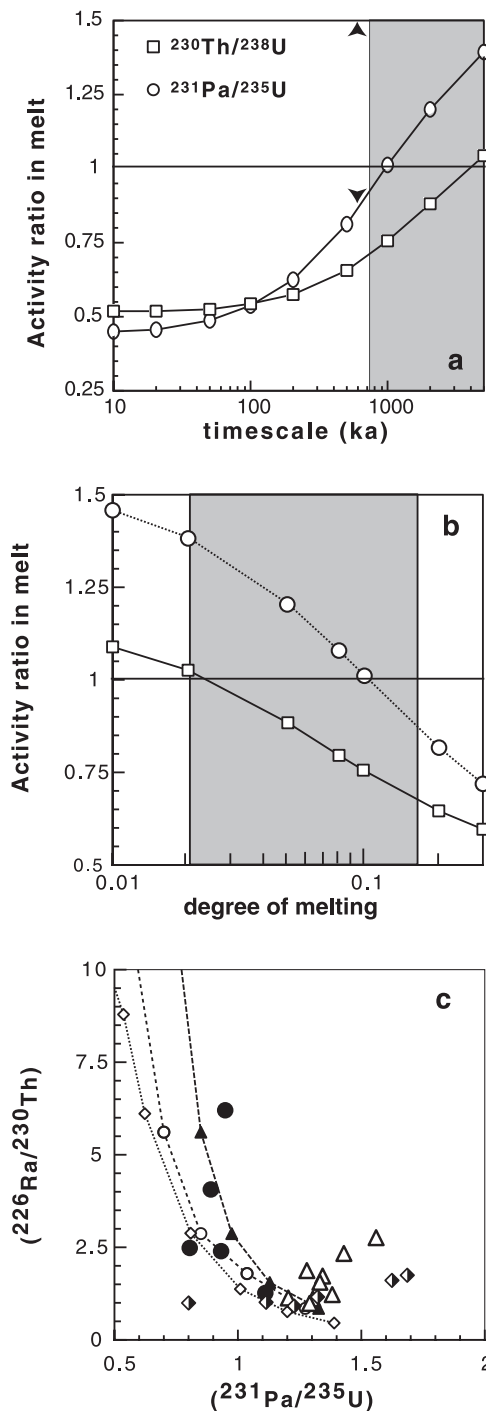 1.5
²³⁰Th/²³⁸U
²³¹Pa/²³⁵U
1.25
1
0.75
0.5
0.25
Activity ratio in melt
a
10 100 1000
timescale (ka)
1.5
b
1.25
1
0.75
0.5
Activity ratio in melt
0.01 0.1
degree of melting
10
c
7.5
5
2.5
0
(²²⁶Ra/²³⁰Th)
0.5 1 1.5 2
(²³¹Pa/²³⁵U)